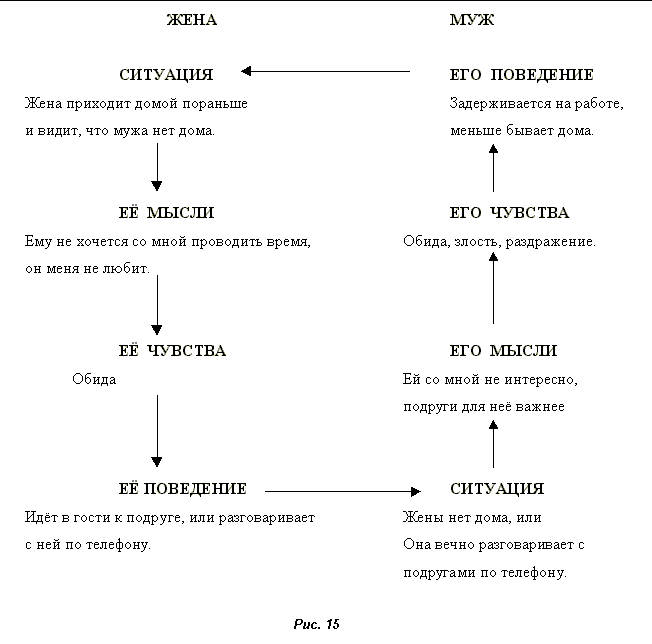 ЖЕНА
МУЖ
СИТУАЦИЯ
Жена приходит домой пораньше
и видит, что мужа нет дома.
ЕЁ МЫСЛИ
Ему не хочется со мной проводить время,
он меня не любит.
ЕЁ ЧУВСТВА
Обида
ЕЁ ПОВЕДЕНИЕ
Идёт в гости к подруге, или разговаривает
с ней по телефону.
ЕГО ПОВЕДЕНИЕ
Задерживается на работе,
меньше бывает дома.
ЕГО ЧУВСТВА
Обида, злость, раздражение.
ЕГО МЫСЛИ
Ей со мной не интересно,
подруги для неё важнее
СИТУАЦИЯ
Жены нет дома, или
Она вечно разговаривает с
подругами по телефону.
Рис. 15